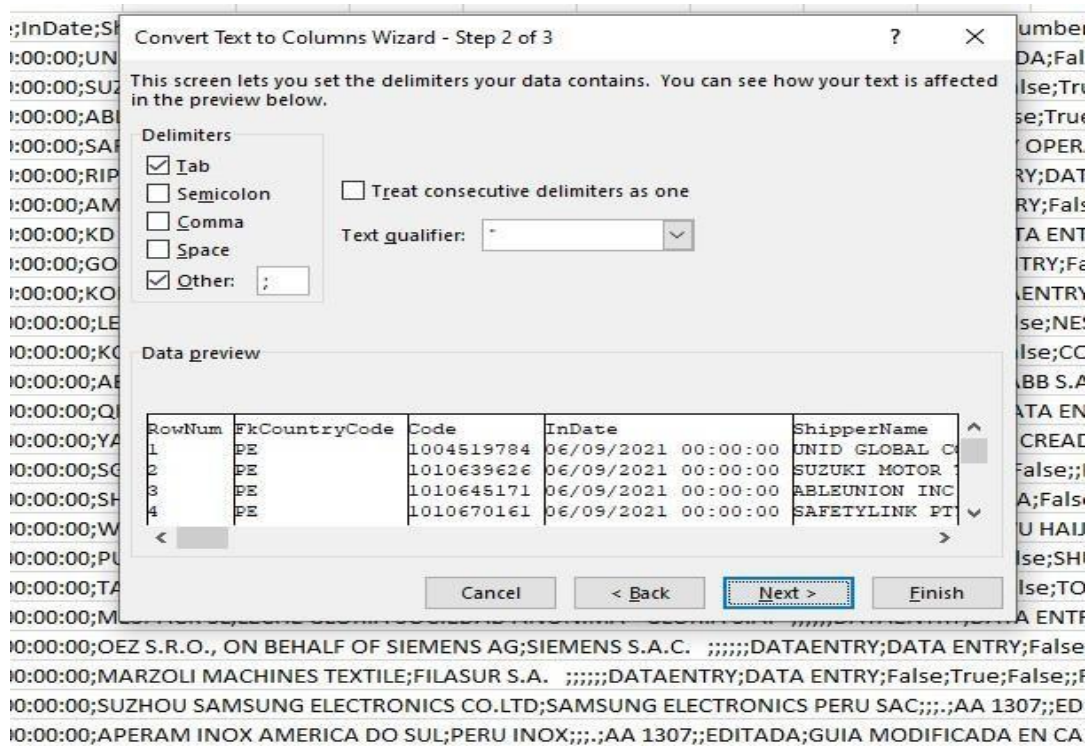 ;InDate;Sh
:00:00;UN
:00:00;SUZ
:00:00;ABL
:00:00;SAF
:00:00;RIP
:00:00;AM
:00:00;KD
:00:00;GO
:00:00;KO
00:00:00;LE
00:00:00;KO
00:00:00;AB
00:00:00;QI
00:00:00;YA
00:00:00;SG
00:00:00;SH
00:00:00;W
00:00:00;PU
00:00:00;TA
Convert Text to Columns Wizard - Step 2 of 3
? ×
This screen lets you set the delimiters your data contains. You can see how your text is affected
in the preview below.
Delimiters
Tab
Semicolon
Comma
Space
Other: ;
Treat consecutive delimiters as one
Text qualifier: "
Data preview
RowNum FkCountryCode Code InDate ShipperName
1 PE 1004519784 06/09/2021 00:00:00 UNID GLOBAL CO
2 PE 1010639626 06/09/2021 00:00:00 SUZUKI MOTOR
3 PE 1010645171 06/09/2021 00:00:00 ABLEUNION INC
4 PE 1010670161 06/09/2021 00:00:00 SAFETYLINK PTY
Cancel
< Back
Next >
Finish
umber
DA;Fal
lse;Tru
se;True
OPER
RY;DAT
RY;Fals
TA ENT
TRY;Fa
ENTRY
se;NES
lse;CO
ABB S.A
ATA EN
CREAD
False;;
A;False
U HAIJ
lse;SHU
lse;TO
A ENTR
00:00:00;OEZ S.R.O., ON BEHALF OF SIEMENS AG;SIEMENS S.A.C. ;;;;;;DATAENTRY;DATA ENTRY;False
00:00:00;MARZOLI MACHINES TEXTILE;FILASUR S.A. ;;;;;;DATAENTRY;DATA ENTRY;False;True;False;;F
00:00:00;SUZHOU SAMSUNG ELECTRONICS CO.LTD;SAMSUNG ELECTRONICS PERU SAC;;;.;AA 1307;;ED
00:00:00;APERAM INOX AMERICA DO SUL;PERU INOX;;;.;AA 1307;;EDITADA;GUIA MODIFICADA EN CA